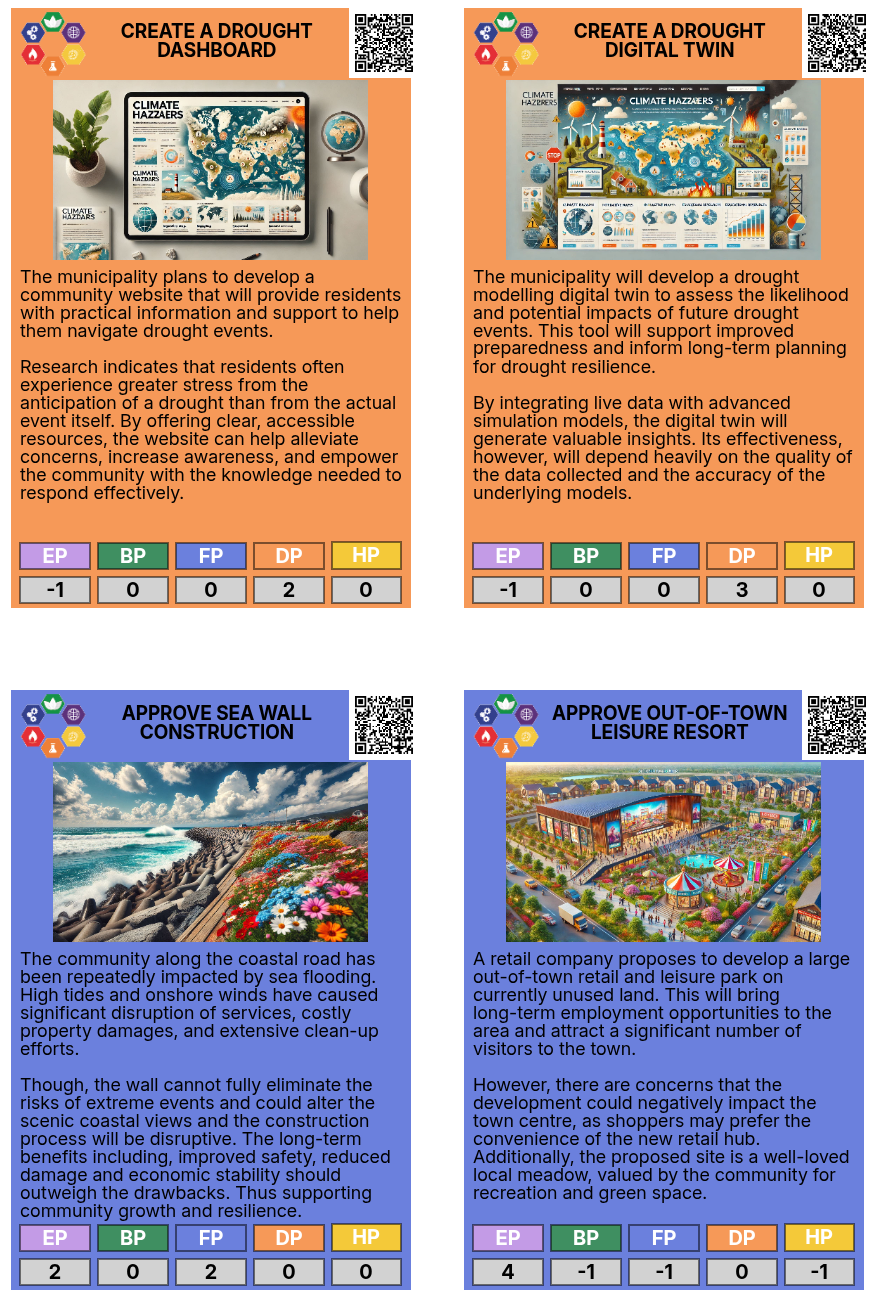 CREATE A DROUGHT
DASHBOARD
CLIMATE
HAZZAERS
CLIMATE
HAZDARS
CLIMATE
HAZDARS
The municipality plans to develop a
community website that will provide residents
with practical information and support to help
them navigate drought events.
Research indicates that residents often
experience greater stress from the
anticipation of a drought than from the actual
event itself. By offering clear, accessible
resources, the website can help alleviate
concerns, increase awareness, and empower
the community with the knowledge needed to
respond effectively.
EP BP FP DP HP
-1 0 0 2 0
CREATE A DROUGHT
DIGITAL TWIN
CLIMATE
CLIMATE HAZZAERS
STOP
The municipality will develop a drought
modelling digital twin to assess the likelihood
and potential impacts of future drought
events. This tool will support improved
preparedness and inform long-term planning
for drought resilience.
By integrating live data with advanced
simulation models, the digital twin will
generate valuable insights. Its effectiveness,
however, will depend heavily on the quality of
the data collected and the accuracy of the
underlying models.
EP BP FP DP HP
-1 0 0 3 0
APPROVE SEA WALL
CONSTRUCTION
The community along the coastal road has
been repeatedly impacted by sea flooding.
High tides and onshore winds have caused
significant disruption of services, costly
property damages, and extensive clean-up
efforts.
Though, the wall cannot fully eliminate the
risks of extreme events and could alter the
scenic coastal views and the construction
process will be disruptive. The long-term
benefits including, improved safety, reduced
damage and economic stability should
outweigh the drawbacks. Thus supporting
community growth and resilience.
EP BP FP DP HP
2 0 2 0 0
APPROVE OUT-OF-TOWN
LEISURE RESORT
A retail company proposes to develop a large
out-of-town retail and leisure park on
currently unused land. This will bring
long-term employment opportunities to the
area and attract a significant number of
visitors to the town.
However, there are concerns that the
development could negatively impact the
town centre, as shoppers may prefer the
convenience of the new retail hub.
Additionally, the proposed site is a well-loved
local meadow, valued by the community for
recreation and green space.
EP BP FP DP HP
4 -1 -1 0 -1